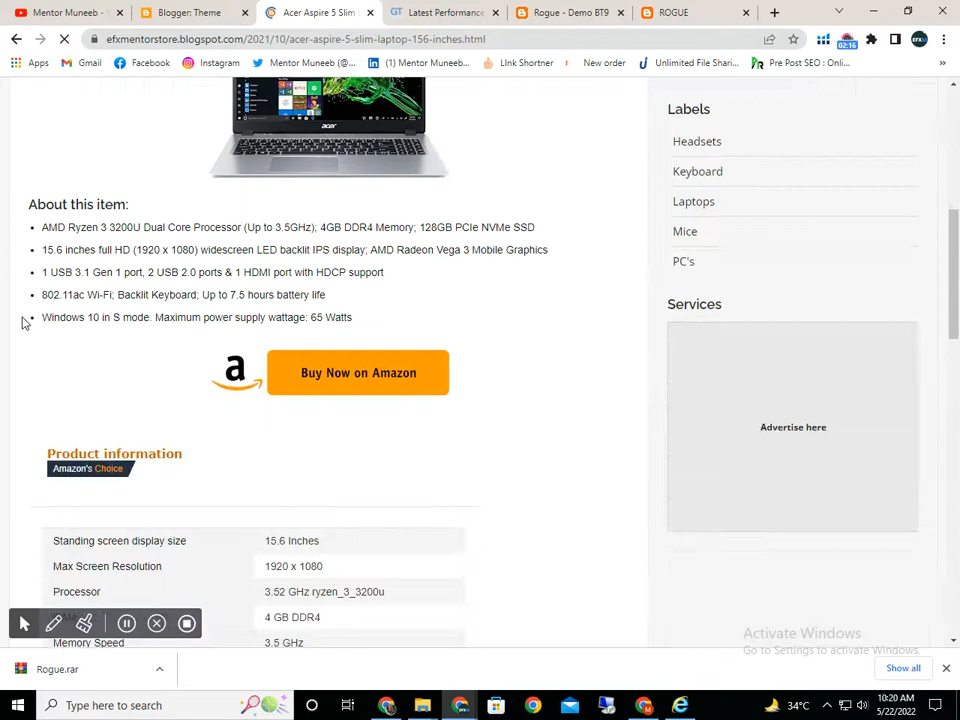 Mentor Muneeb - Y
Blogger: Theme
Acer Aspire 5 Slim
GT Latest Performance
Rogue - Demo BT9
ROGUE
efxmentorstore.blogspot.com/2021/10/acer-aspire-5-slim-laptop-156-inches.html
02:16
Apps
Gmail
Facebook
Instagram
Mentor Muneeb (@...
(1) Mentor Muneeb...
LInk Shortner
New order
Unlimited File Shari...
Pre Post SEO : Onli...
acer
About this item:
• AMD Ryzen 3 3200U Dual Core Processor (Up to 3.5GHz); 4GB DDR4 Memory; 128GB PCIe NVMe SSD
• 15.6 inches full HD (1920 x 1080) widescreen LED backlit IPS display; AMD Radeon Vega 3 Mobile Graphics
• 1 USB 3.1 Gen 1 port, 2 USB 2.0 ports & 1 HDMI port with HDCP support
• 802.11ac Wi-Fi; Backlit Keyboard; Up to 7.5 hours battery life
• Windows 10 in S mode. Maximum power supply wattage: 65 Watts
a
Buy Now on Amazon
Product information
Amazon's Choice
Standing screen display size 15.6 Inches
Max Screen Resolution 1920 x 1080
Processor 3.52 GHz ryzen_3_3200u
4 GB DDR4
Memory Speed 3.5 GHz
Labels
Headsets
Keyboard
Laptops
Mice
PC's
Services
Advertise here
Activate Windows
Go to Settings to activate Windows.
Rogue.rar
Show all
Type here to search
34°C
10:20 AM
5/22/2022